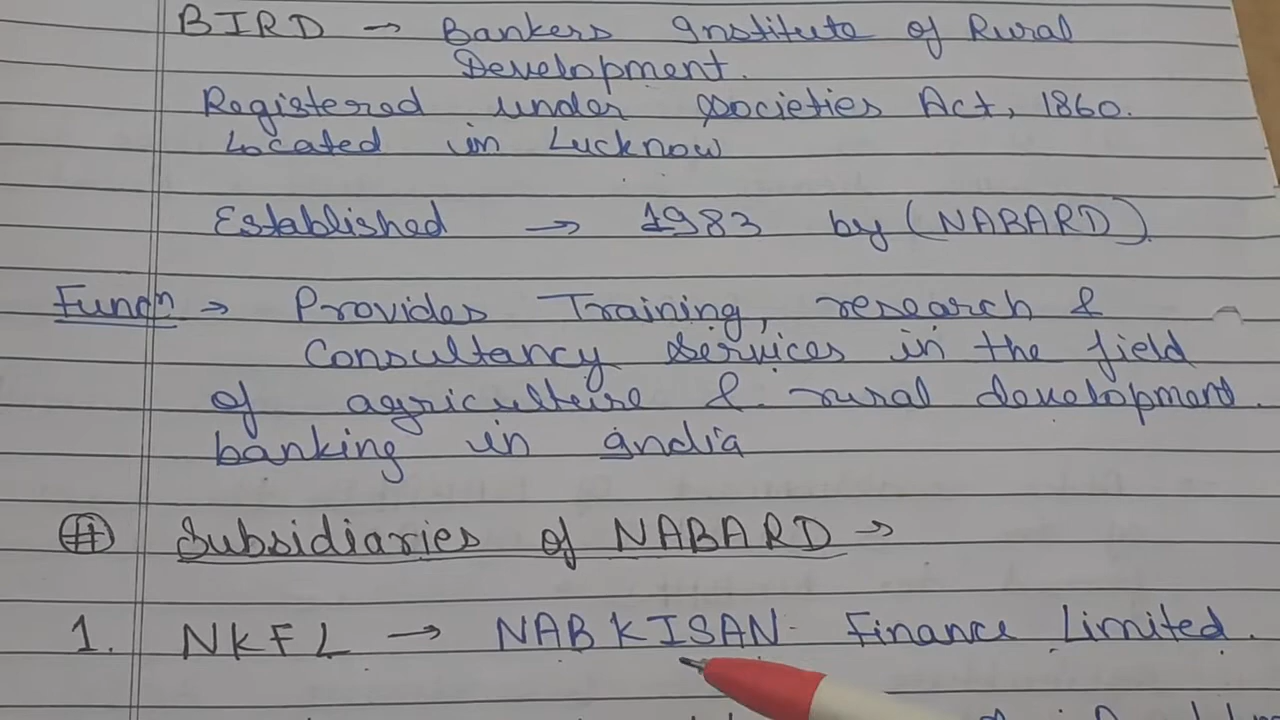 BIRD → Bankers Institute of Rural
Development.
Registered under Societies Act, 1860.
Located in Lucknow
Established → 1983 by (NABARD)
Funcn → Provides Training, research &
Consultancy Services in the field
of agriculture & rural development
banking in India
# Subsidiaries of NABARD →
1. NKFL → NABKISAN Finance Limited.